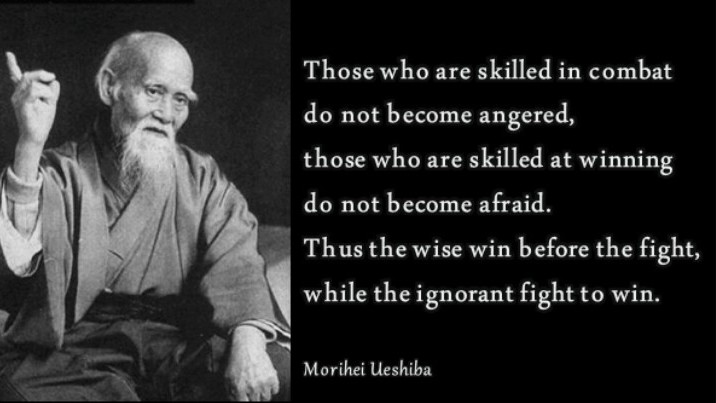 Those who are skilled in combat
do not become angered,
those who are skilled at winning
do not become afraid.
Thus the wise win before the fight,
while the ignorant fight to win.
Morihei Ueshiba